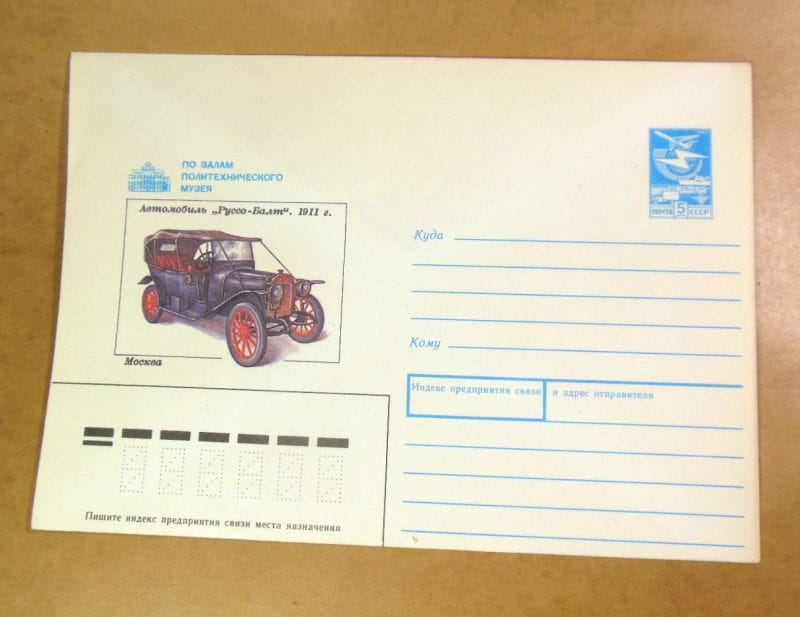 ПО ЗАЛАМ
ПОЛИТЕХНИЧЕСКОГО
МУЗЕЯ
Автомобиль „Руссо-Балт“. 1911 г.
Москва
ПОЧТА 5 СССР
Куда
Кому
Индекс предприятия связи и адрес отправителя
Пишите индекс предприятия связи места назначения